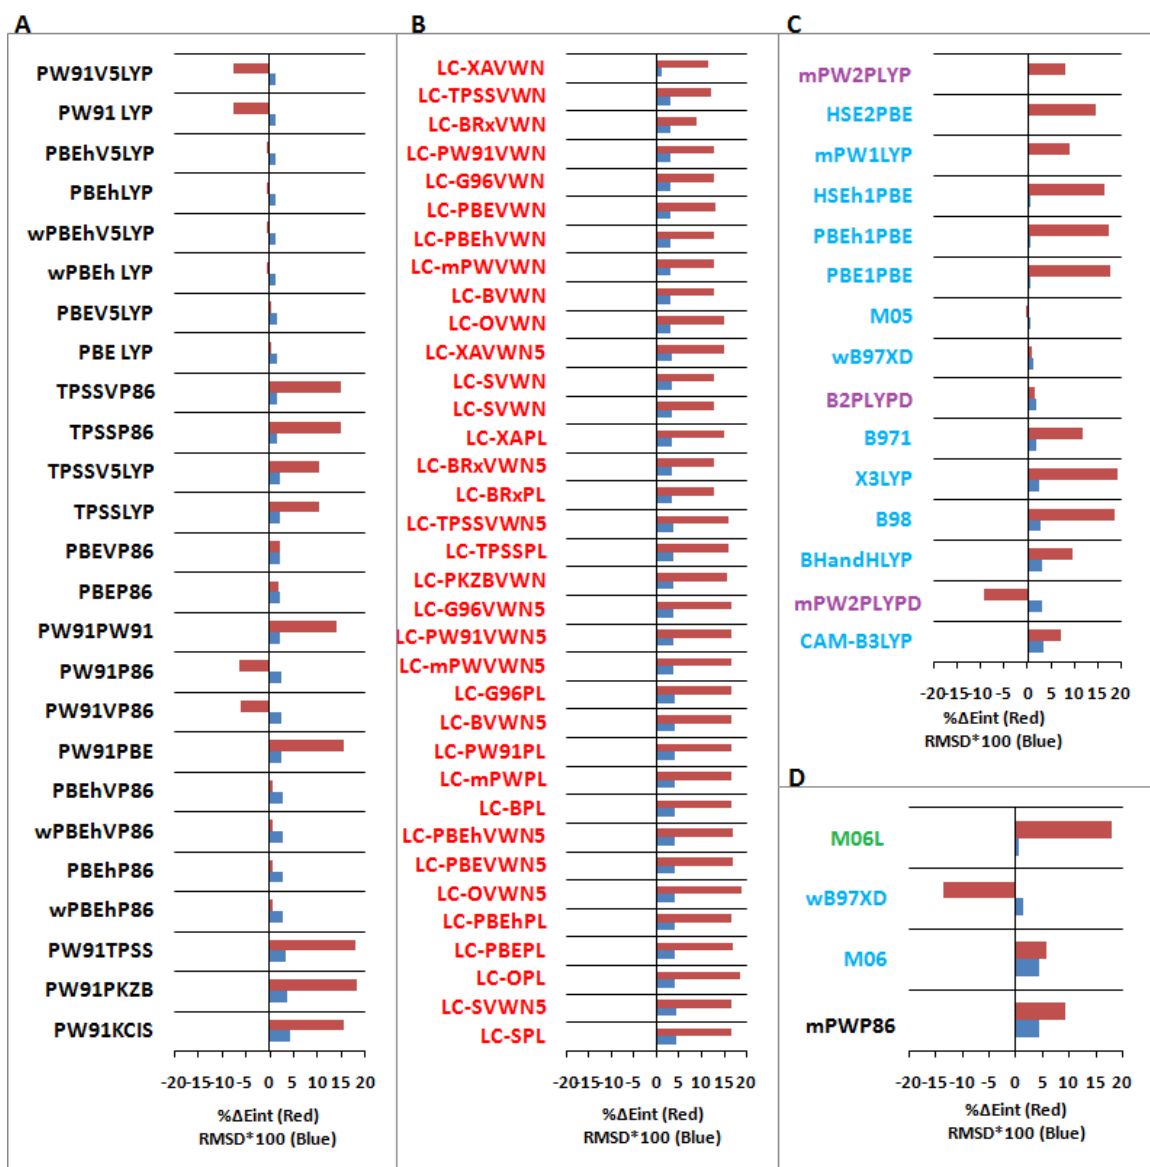 A
PW91V5LYP
PW91 LYP
PBEhV5LYP
PBEhLYP
wPBEhV5LYP
wPBEh LYP
PBEV5LYP
PBE LYP
TPSSVP86
TPSSP86
TPSSV5LYP
TPSSLYP
PBEVP86
PBEP86
PW91PW91
PW91P86
PW91VP86
PW91PBE
PBEhVP86
wPBEhVP86
PBEhP86
wPBEhP86
PW91TPSS
PW91PKZB
PW91KCIS
-20-15-10 -5 0 5 10 15 20
%ΔEint (Red)
RMSD*100 (Blue)
B
LC-XAVWN
LC-TPSSVWN
LC-BRxVWN
LC-PW91VWN
LC-G96VWN
LC-PBEVWN
LC-PBEhVWN
LC-mPWVWN
LC-BVWN
LC-OVWN
LC-XAVWN5
LC-SVWN
LC-SVWN
LC-XAPL
LC-BRxVWN5
LC-BRxPL
LC-TPSSVWN5
LC-TPSSPL
LC-PKZBVWN
LC-G96VWN5
LC-PW91VWN5
LC-mPWVWN5
LC-G96PL
LC-BVWN5
LC-PW91PL
LC-mPWPL
LC-BPL
LC-PBEhVWN5
LC-PBEVWN5
LC-OVWN5
LC-PBEhPL
LC-PBEPL
LC-OPL
LC-SVWN5
LC-SPL
-20-15-10 -5 0 5 10 15 20
%ΔEint (Red)
RMSD*100 (Blue)
C
mPW2PLYP
HSE2PBE
mPW1LYP
HSEh1PBE
PBEh1PBE
PBE1PBE
M05
wB97XD
B2PLYPD
B971
X3LYP
B98
BHandHLYP
mPW2PLYPD
CAM-B3LYP
-20-15-10 -5 0 5 10 15 20
%ΔEint (Red)
RMSD*100 (Blue)
D
M06L
wB97XD
M06
mPWP86
-20-15-10 -5 0 5 10 15 20
%ΔEint (Red)
RMSD*100 (Blue)